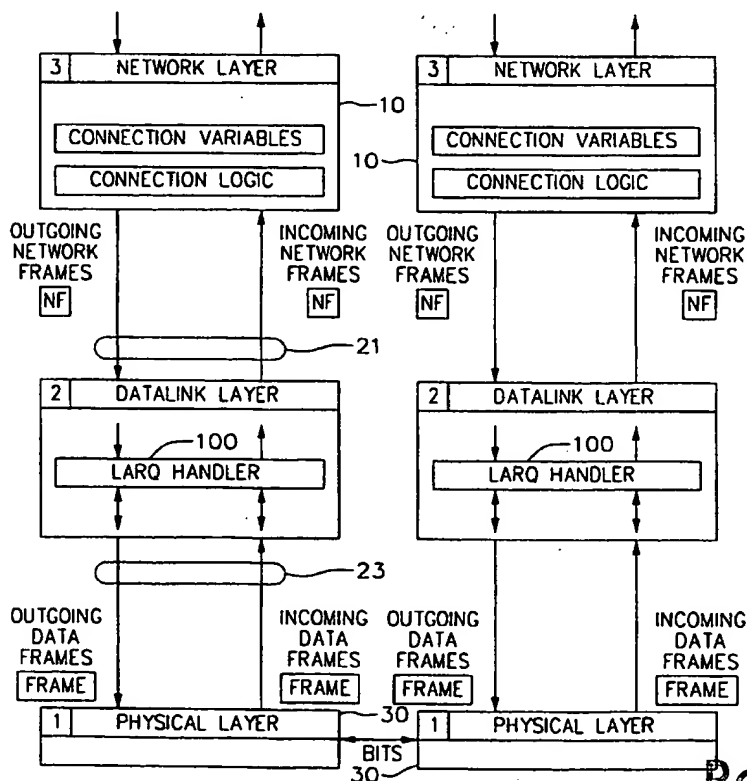 3 NETWORK LAYER
10
CONNECTION VARIABLES
CONNECTION LOGIC
OUTGOING
NETWORK
FRAMES
NF
INCOMING
NETWORK
FRAMES
NF
21
2 DATALINK LAYER
100
LARQ HANDLER
23
OUTGOING
DATA
FRAMES
FRAME
INCOMING
DATA
FRAMES
FRAME
1 PHYSICAL LAYER
30
BITS
3 NETWORK LAYER
10
CONNECTION VARIABLES
CONNECTION LOGIC
OUTGOING
NETWORK
FRAMES
NF
INCOMING
NETWORK
FRAMES
NF
2 DATALINK LAYER
100
LARQ HANDLER
OUTGOING
DATA
FRAMES
FRAME
INCOMING
DATA
FRAMES
FRAME
1 PHYSICAL LAYER
30